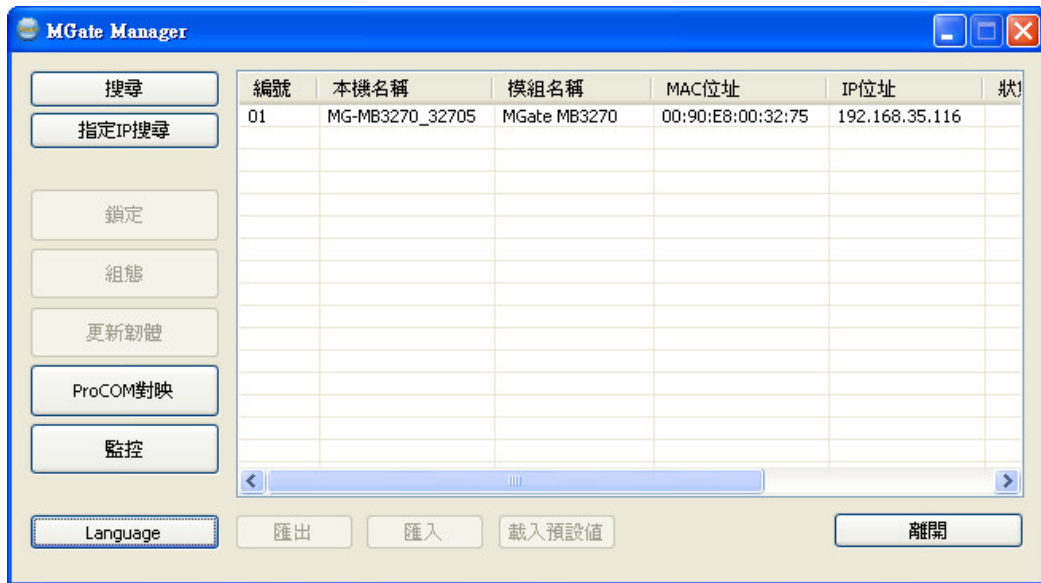 MGate Manager
搜尋
指定IP搜尋
鎖定
組態
更新韌體
ProCOM對映
監控
Language
編號 本機名稱 模組名稱 MAC位址 IP位址
01 MG-MB3270_32705 MGate MB3270 00:90:E8:00:32:75 192.168.35.116
匯出 匯入 載入預設值 離開